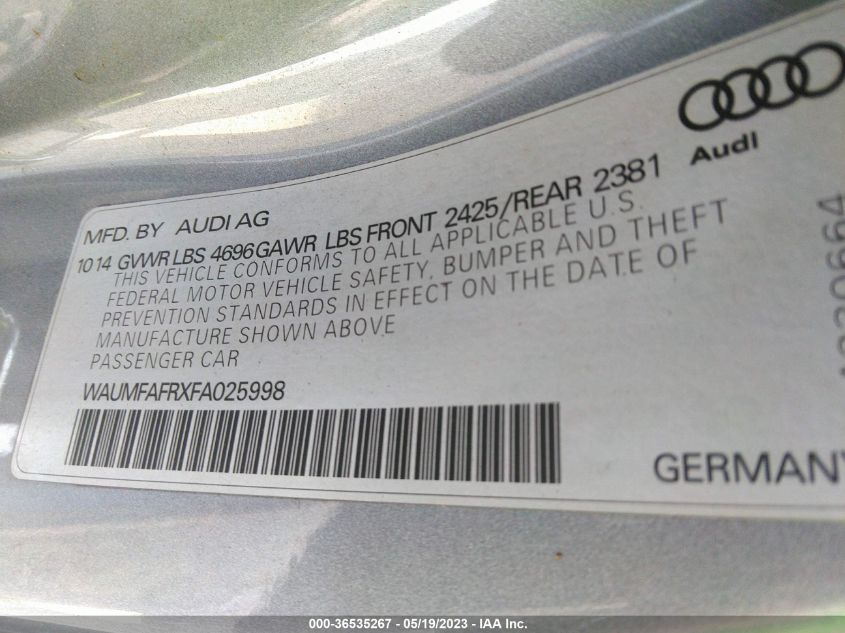 Audi
MFD. BY AUDI AG
10 14 GVWR LBS 4696 GAWR LBS FRONT 2425/REAR 2381
THIS VEHICLE CONFORMS TO ALL APPLICABLE U.S.
FEDERAL MOTOR VEHICLE SAFETY, BUMPER AND THEFT
PREVENTION STANDARDS IN EFFECT ON THE DATE OF
MANUFACTURE SHOWN ABOVE
PASSENGER CAR
WAUMFAFRXFA025998
GERMANY
000-36535267 - 05/19/2023 - IAA Inc.